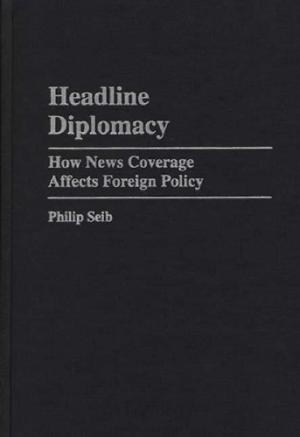 Headline
Diplomacy
How News Coverage
Affects Foreign Policy
Philip Seib